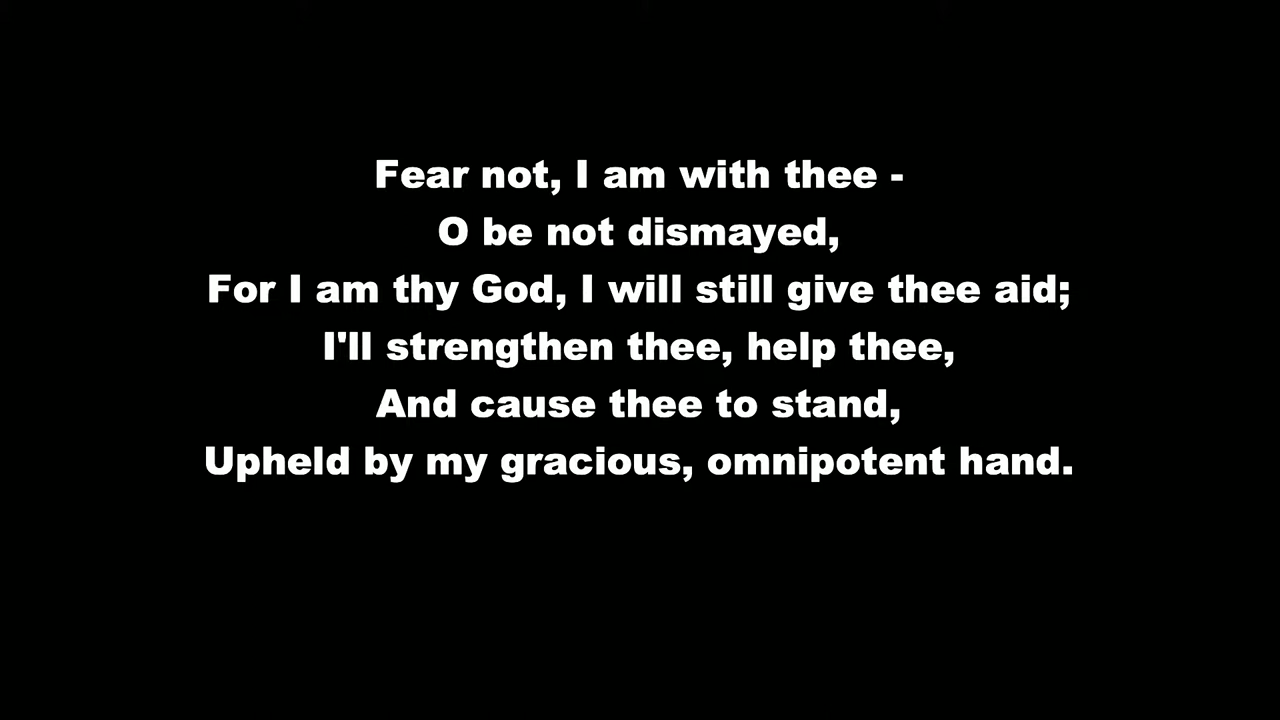 Fear not, I am with thee -
O be not dismayed,
For I am thy God, I will still give thee aid;
I'll strengthen thee, help thee,
And cause thee to stand,
Upheld by my gracious, omnipotent hand.